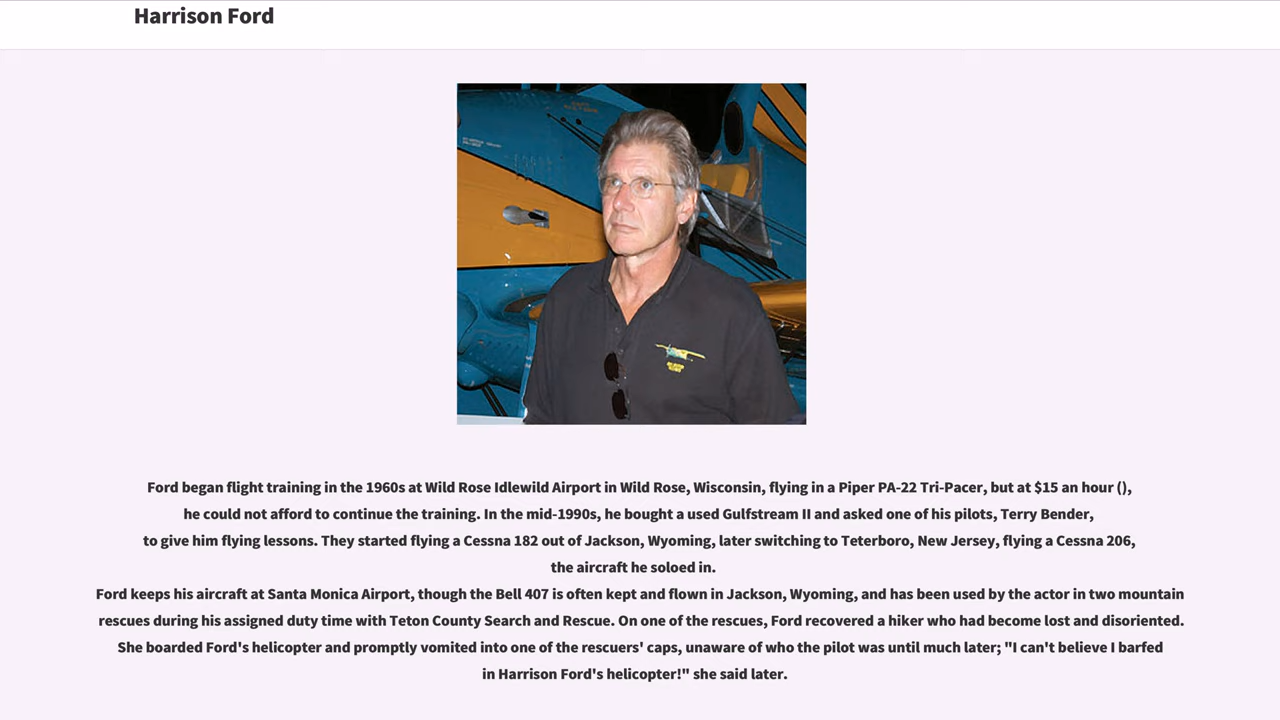 Harrison Ford
Ford began flight training in the 1960s at Wild Rose Idlewild Airport in Wild Rose, Wisconsin, flying in a Piper PA-22 Tri-Pacer, but at $15 an hour (),
he could not afford to continue the training. In the mid-1990s, he bought a used Gulfstream II and asked one of his pilots, Terry Bender,
to give him flying lessons. They started flying a Cessna 182 out of Jackson, Wyoming, later switching to Teterboro, New Jersey, flying a Cessna 206,
the aircraft he soloed in.
Ford keeps his aircraft at Santa Monica Airport, though the Bell 407 is often kept and flown in Jackson, Wyoming, and has been used by the actor in two mountain
rescues during his assigned duty time with Teton County Search and Rescue. On one of the rescues, Ford recovered a hiker who had become lost and disoriented.
She boarded Ford's helicopter and promptly vomited into one of the rescuers' caps, unaware of who the pilot was until much later; "I can't believe I barfed
in Harrison Ford's helicopter!" she said later.